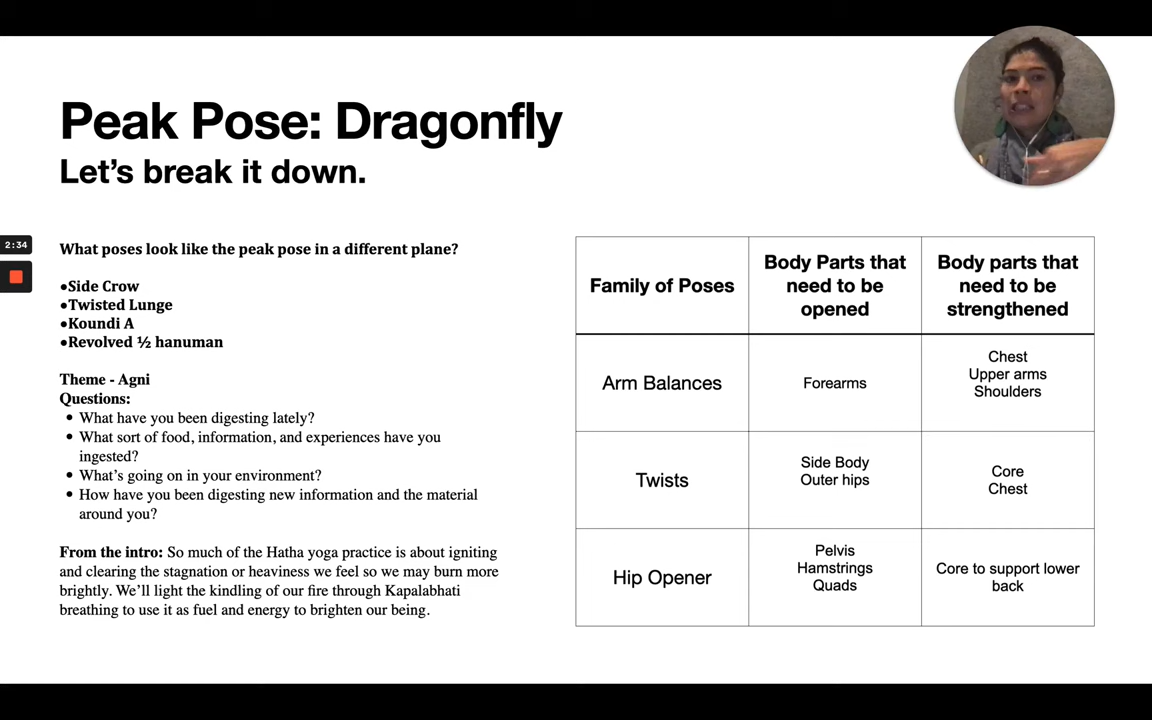 Peak Pose: Dragonfly
Let's break it down.
2:34
What poses look like the peak pose in a different plane?
•Side Crow
•Twisted Lunge
•Koundi A
•Revolved ½ hanuman
Theme - Agni
Questions:
• What have you been digesting lately?
• What sort of food, information, and experiences have you
ingested?
• What's going on in your environment?
• How have you been digesting new information and the material
around you?
From the intro: So much of the Hatha yoga practice is about igniting
and clearing the stagnation or heaviness we feel so we may burn more
brightly. We'll light the kindling of our fire through Kapalabhati
breathing to use it as fuel and energy to brighten our being.
Family of Poses
Body Parts that
need to be
opened
Body parts that
need to be
strengthened
Arm Balances
Forearms
Chest
Upper arms
Shoulders
Twists
Side Body
Outer hips
Core
Chest
Hip Opener
Pelvis
Hamstrings
Quads
Core to support lower
back